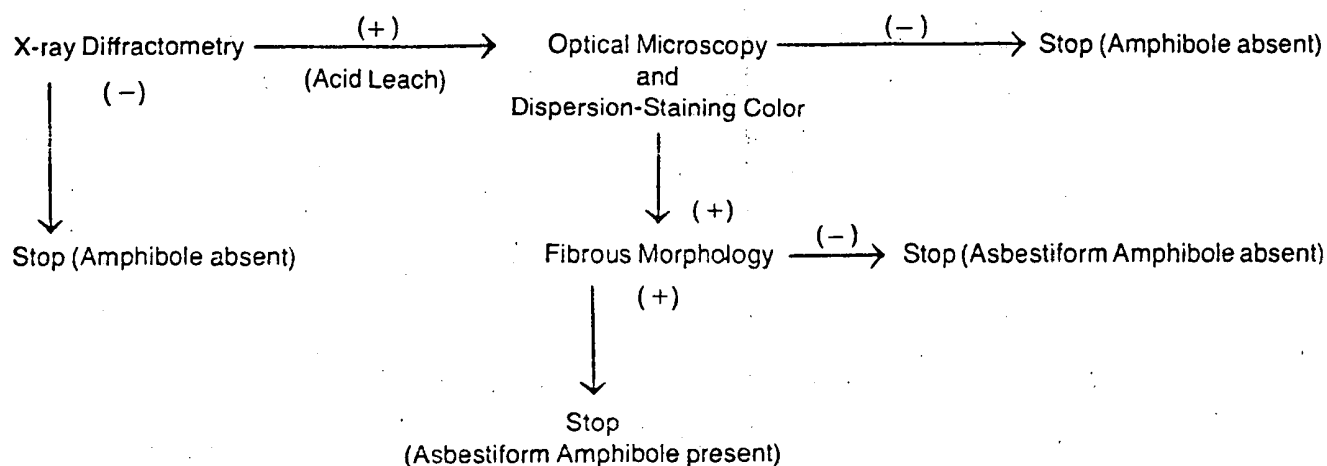 X-ray Diffractometry
(+)
(Acid Leach)
Optical Microscopy
and
Dispersion-Staining Color
(−)
Stop (Amphibole absent)
(−)
Stop (Amphibole absent)
(+)
Fibrous Morphology
(−)
Stop (Asbestiform Amphibole absent)
(+)
Stop
(Asbestiform Amphibole present)